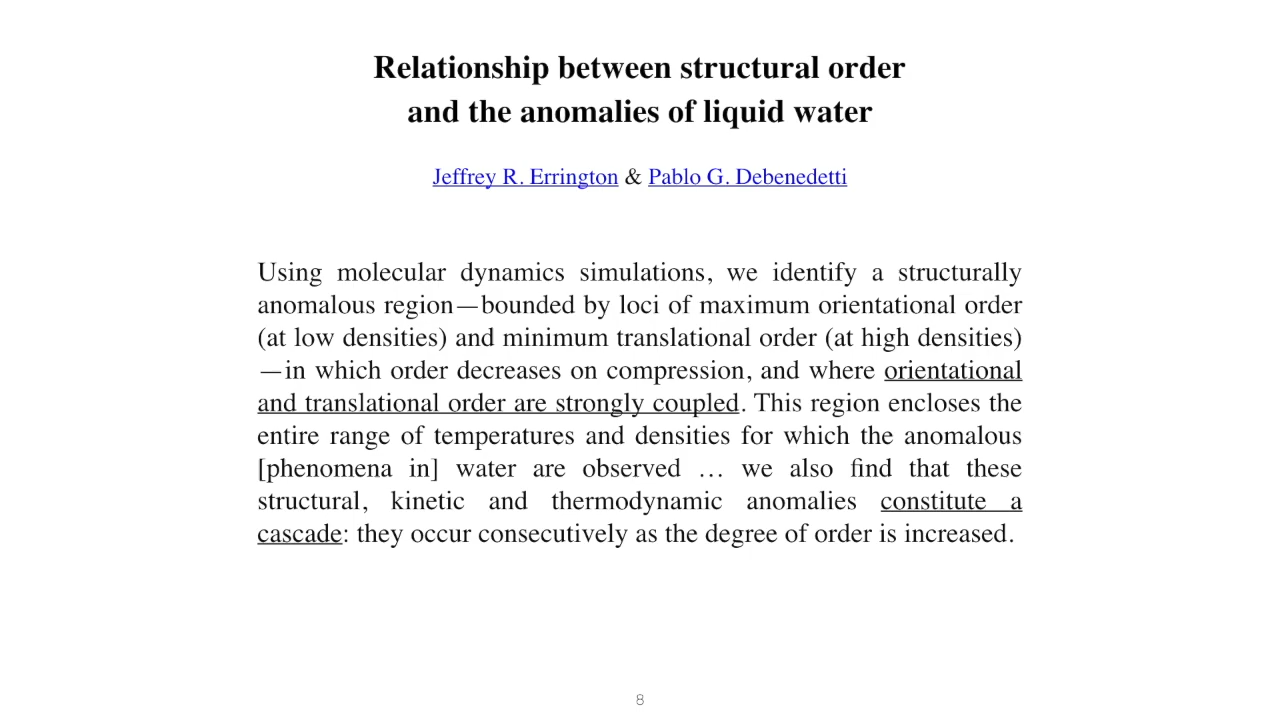 Relationship between structural order
and the anomalies of liquid water
Jeffrey R. Errington & Pablo G. Debenedetti
Using molecular dynamics simulations, we identify a structurally
anomalous region—bounded by loci of maximum orientational order
(at low densities) and minimum translational order (at high densities)
—in which order decreases on compression, and where orientational
and translational order are strongly coupled. This region encloses the
entire range of temperatures and densities for which the anomalous
[phenomena in] water are observed … we also find that these
structural, kinetic and thermodynamic anomalies constitute a
cascade: they occur consecutively as the degree of order is increased.
8